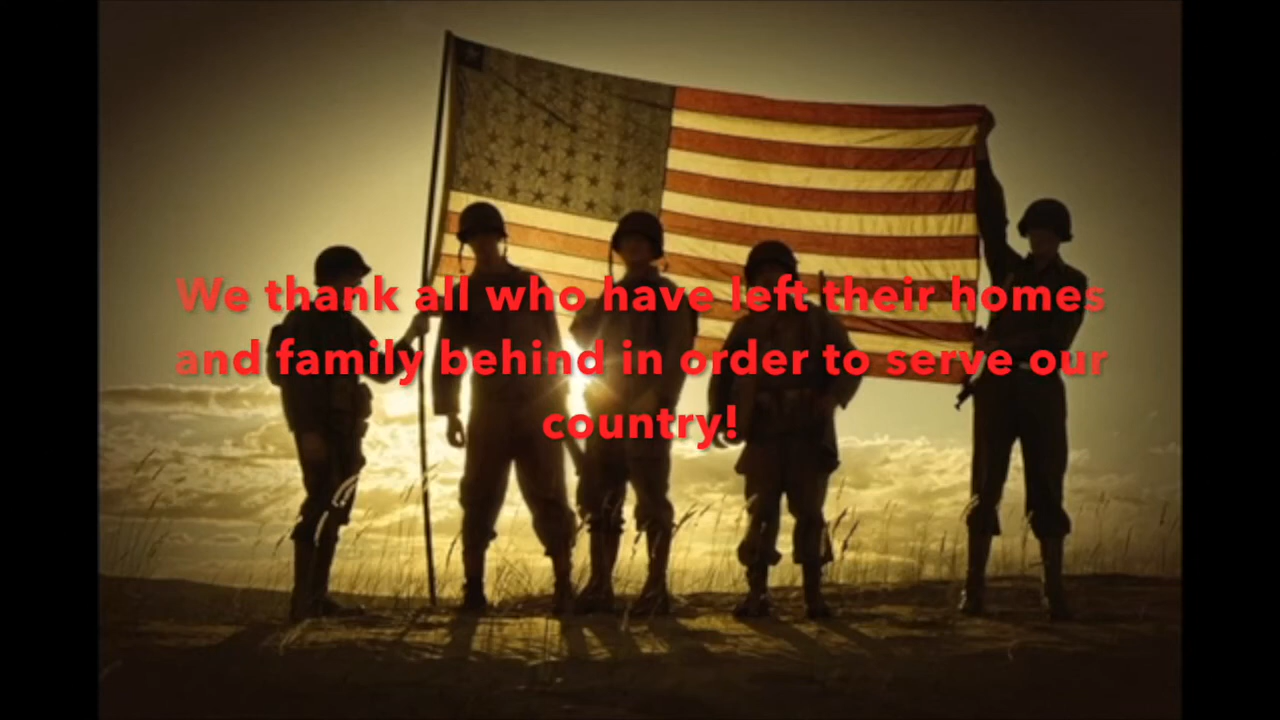 We thank all who have left their homes
and family behind in order to serve our
country!